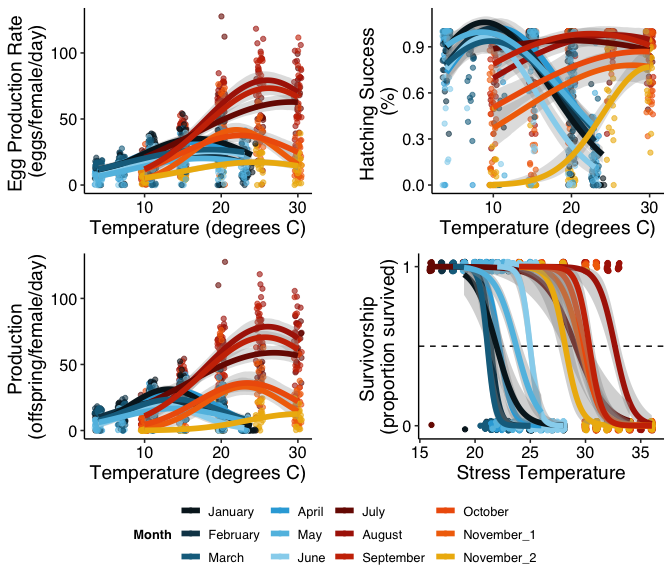 Egg Production Rate
(eggs/female/day)
100
50
0
10
20
30
Temperature (degrees C)
Hatching Success
(%)
0.9
0.6
0.3
0.0
10
20
30
Temperature (degrees C)
Production
(offspring/female/day)
100
50
0
10
20
30
Temperature (degrees C)
Survivorship
(proportion survived)
1
0
15
20
25
30
35
Stress Temperature
Month
January
February
March
April
May
June
July
August
September
October
November_1
November_2